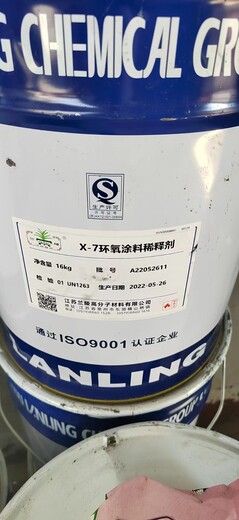 G CHEMICAL GRO
生产许可
X-7环氧涂料稀释剂
净含量 16kg 批号 A22052611
检验 01 UN1263 生产日期 2022-05-26
江苏兰陵高分子材料有限公司
通过ISO9001认证企业
LANLING
LANLING CHEM
GROUP